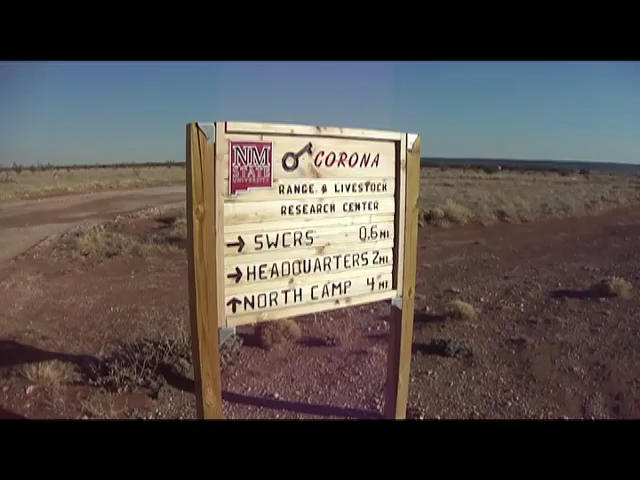 NM
STATE
UNIVERSITY
CORONA
RANGE & LIVESTOCK
RESEARCH CENTER
→ SWCRS 0.6 MI
→ HEADQUARTERS 2 MI
↑ NORTH CAMP 4 MI